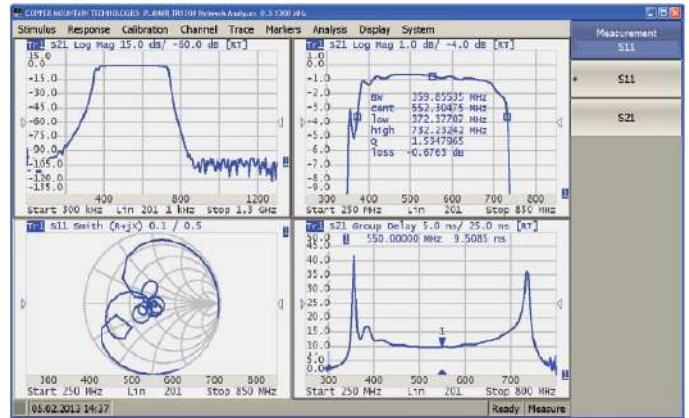 COPPER MOUNTAIN TECHNOLOGIES PLANAR TR1300 Network Analyzer 0.3-1300 MHz
Stimulus Response Calibration Channel Trace Markers Analysis Display System
Measurement
S11
S11
S21
Tr1 S21 Log Mag 15.0 dB/ -60.0 dB [RT]
15.0
0.0
-15.0
-30.0
-45.0
-60.0
-75.0
-90.0
-105.0
-120.0
-135.0
400 800 1200
Start 300 kHz Lin 201 1 kHz Stop 1.3 GHz
Tr1 S21 Log Mag 1.0 dB/ -4.0 dB [RT]
1.0
0.0
-1.0
-2.0
-3.0
-4.0
-5.0
-6.0
-7.0
-8.0
-9.0
BW 359.85535 MHz
cent 552.30475 MHz
low 372.37707 MHz
high 732.23242 MHz
Q 1.5347965
loss -0.6763 dB
300 400 500 600 700 800
Start 250 MHz Lin 201 Stop 850 MHz
Tr1 S11 Smith (R+jX) 0.1 / 0.5
300 400 500 600 700 800
Start 250 MHz Lin 201 Stop 850 MHz
Tr1 S21 Group Delay 5.0 ns/ 25.0 ns [RT]
1 550.00000 MHz 9.5085 ns
50.0
45.0
40.0
35.0
30.0
25.0
20.0
15.0
10.0
5.0
0.0
1
300 400 500 600 700
Start 250 MHz Lin 201 Stop 800 MHz
05.02.2013 14:37
Ready Measure